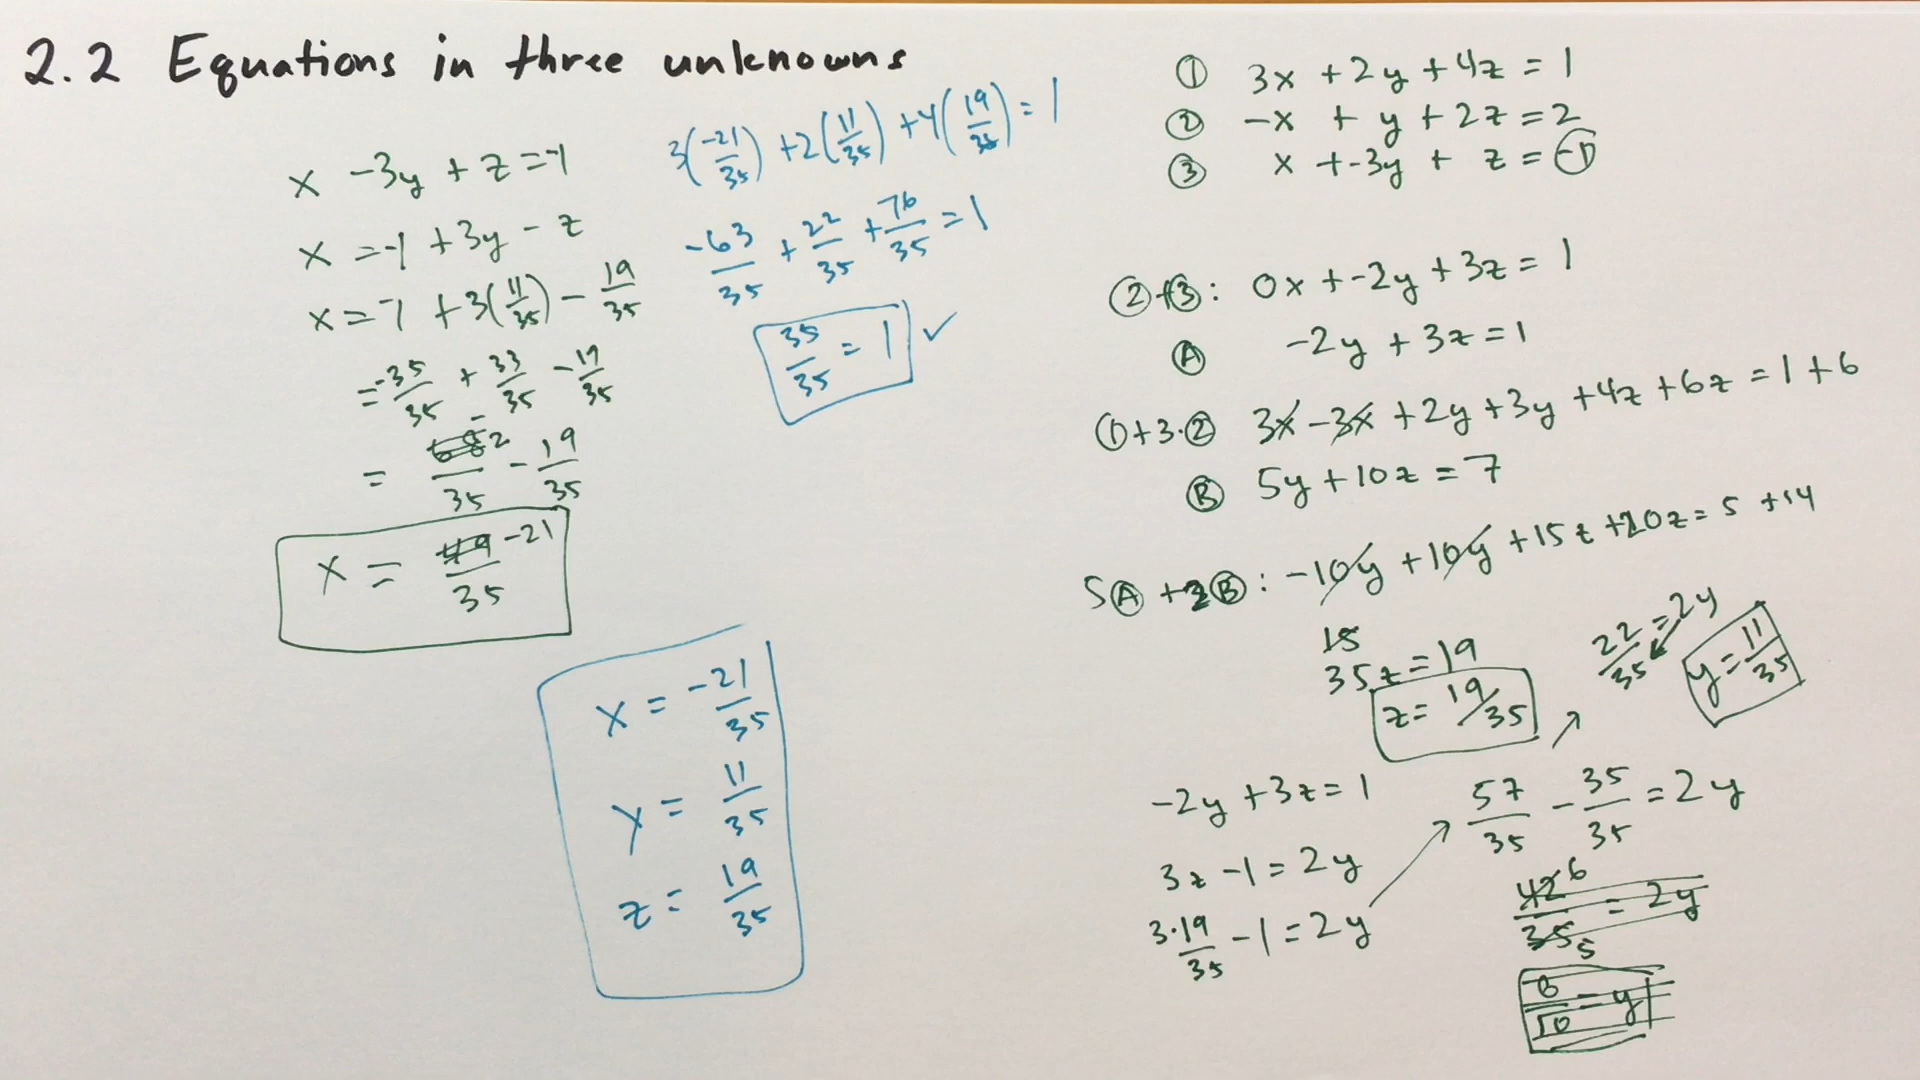 2.2 Equations in three unknowns
x -3y + z = -1
x = -1 + 3y - z
x = -1 + 3(11/35) - 19/35
= -35/35 + 33/35 - 19/35
= -2/35 - 19/35
x = -21/35
3(-21/35) + 2(11/35) + 4(19/35) = 1
-63/35 + 22/35 + 76/35 = 1
35/35 = 1 ✓
x = -21/35
y = 11/35
z = 19/35
① 3x + 2y + 4z = 1
② -x + y + 2z = 2
③ x + -3y + z = -1
②+③: 0x + -2y + 3z = 1
Ⓐ -2y + 3z = 1
①+3·② 3x - 3x + 2y + 3y + 4z + 6z = 1 + 6
Ⓑ 5y + 10z = 7
5Ⓐ + 2Ⓑ: -10y + 10y + 15z + 20z = 5 + 14
15
35z = 19
z = 19/35
-2y + 3z = 1
3z - 1 = 2y
3·19/35 - 1 = 2y
57/35 - 35/35 = 2y
42 6/35 5 = 2y
6/10 = y
22/35 = 2y
y = 11/35